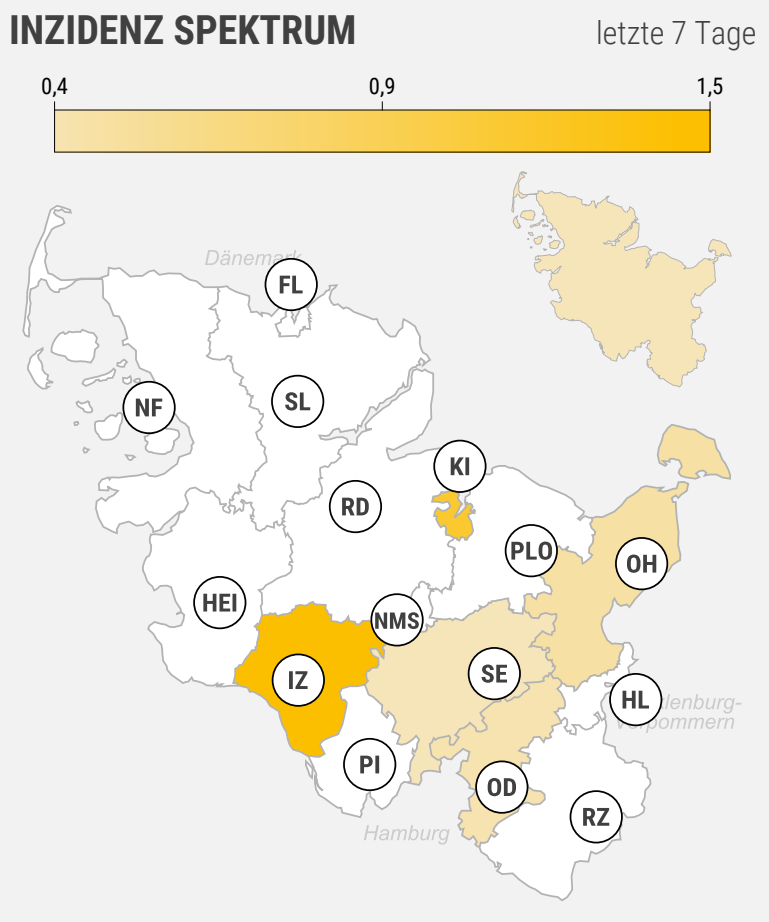 INZIDENZ SPEKTRUM letzte 7 Tage
0,4 0,9 1,5
Dänemark
FL
NF
SL
KI
RD
PLO
OH
HEI
NMS
IZ
SE
HL
lenburg-
vorpommern
PI
OD
RZ
Hamburg